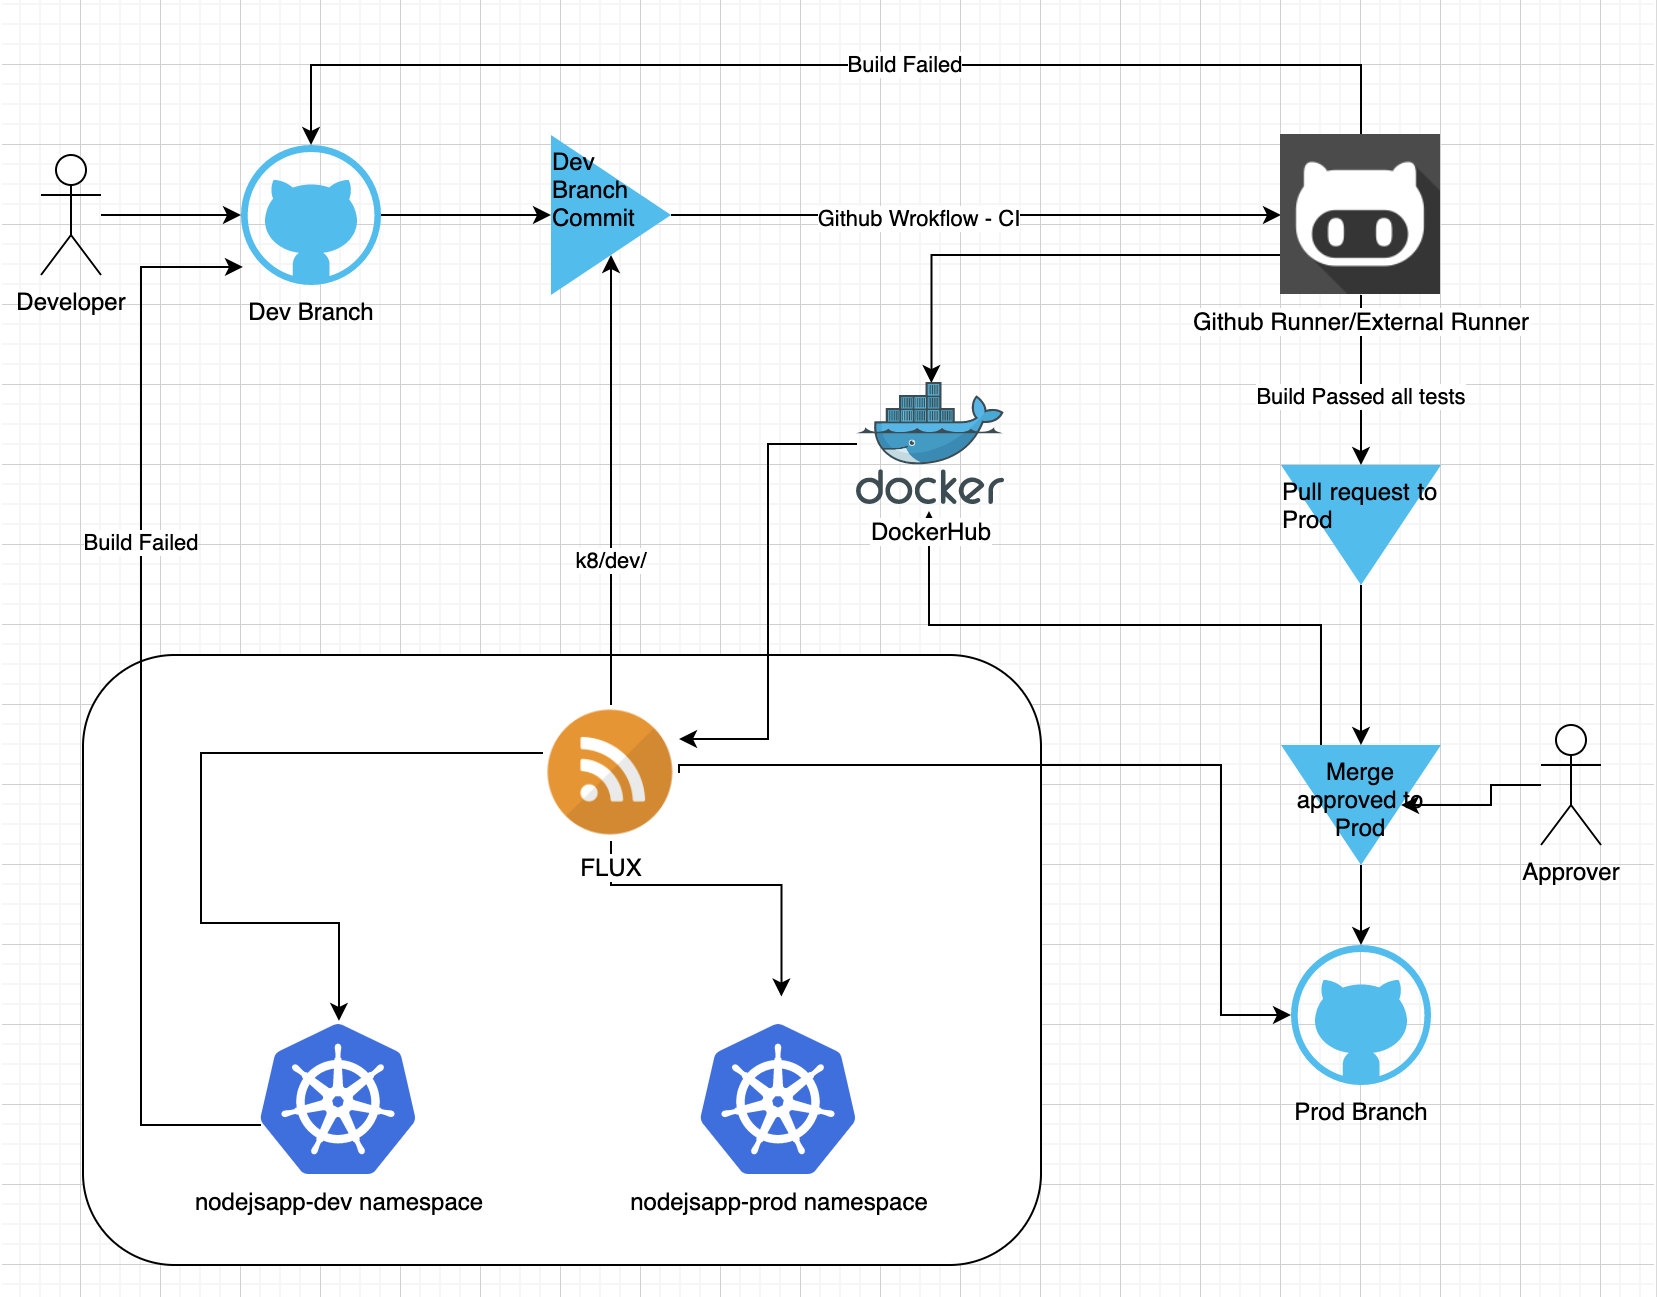 Build Failed
Dev
Branch
Commit
Github Wrokflow - CI
Developer
Dev Branch
Github Runner/External Runner
Build Passed all tests
docker
DockerHub
Pull request to
Prod
Build Failed
k8/dev/
Merge
approved to
Prod
FLUX
Approver
Prod Branch
nodejsapp-dev namespace
nodejsapp-prod namespace